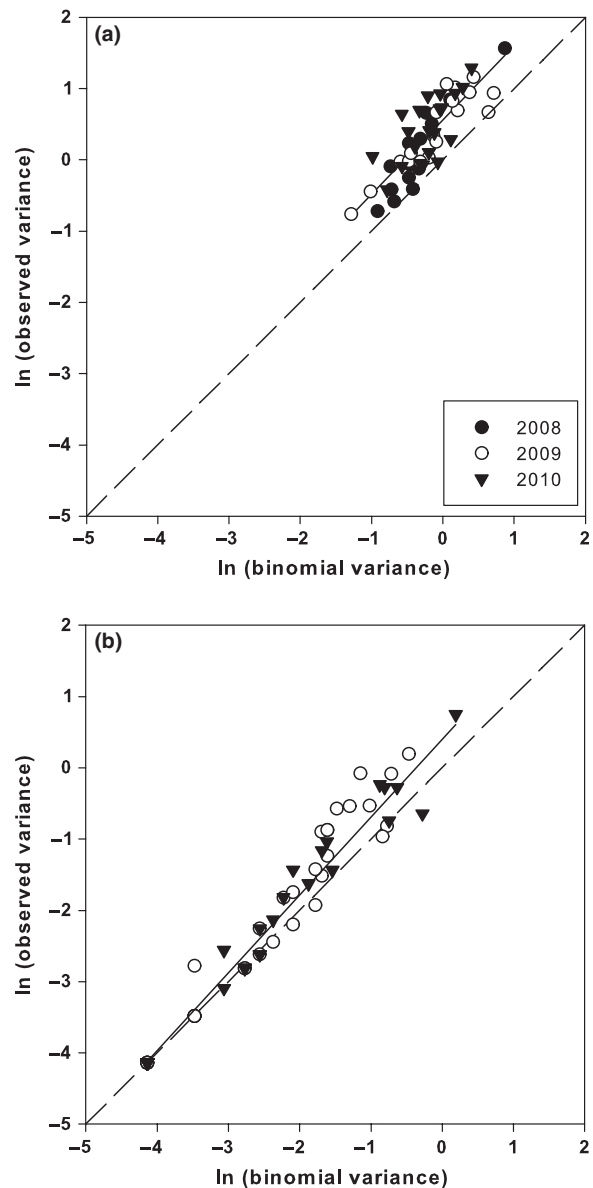 (a)
2
1
0
–1
–2
–3
–4
–5
ln (observed variance)
2008
2009
2010
–5 –4 –3 –2 –1 0 1 2
ln (binomial variance)
(b)
2
1
0
–1
–2
–3
–4
–5
ln (observed variance)
–5 –4 –3 –2 –1 0 1 2
ln (binomial variance)